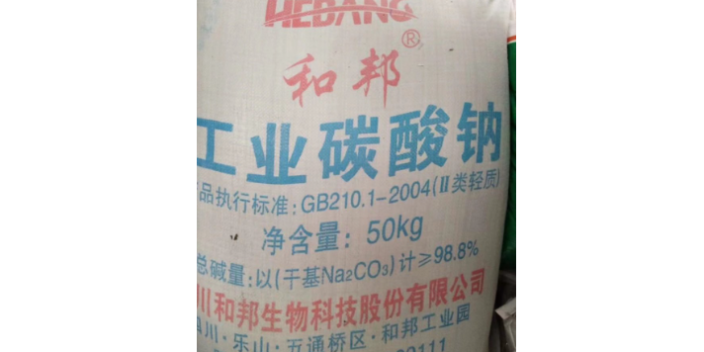 HEBANG
和邦®
工业碳酸钠
品执行标准:GB210.1-2004(Ⅱ类轻质)
净含量:50kg
总碱量:以(干基Na₂CO₃)计≥98.8%
川和邦生物科技股份有限公司
四川·乐山·五通桥区·和邦工业园